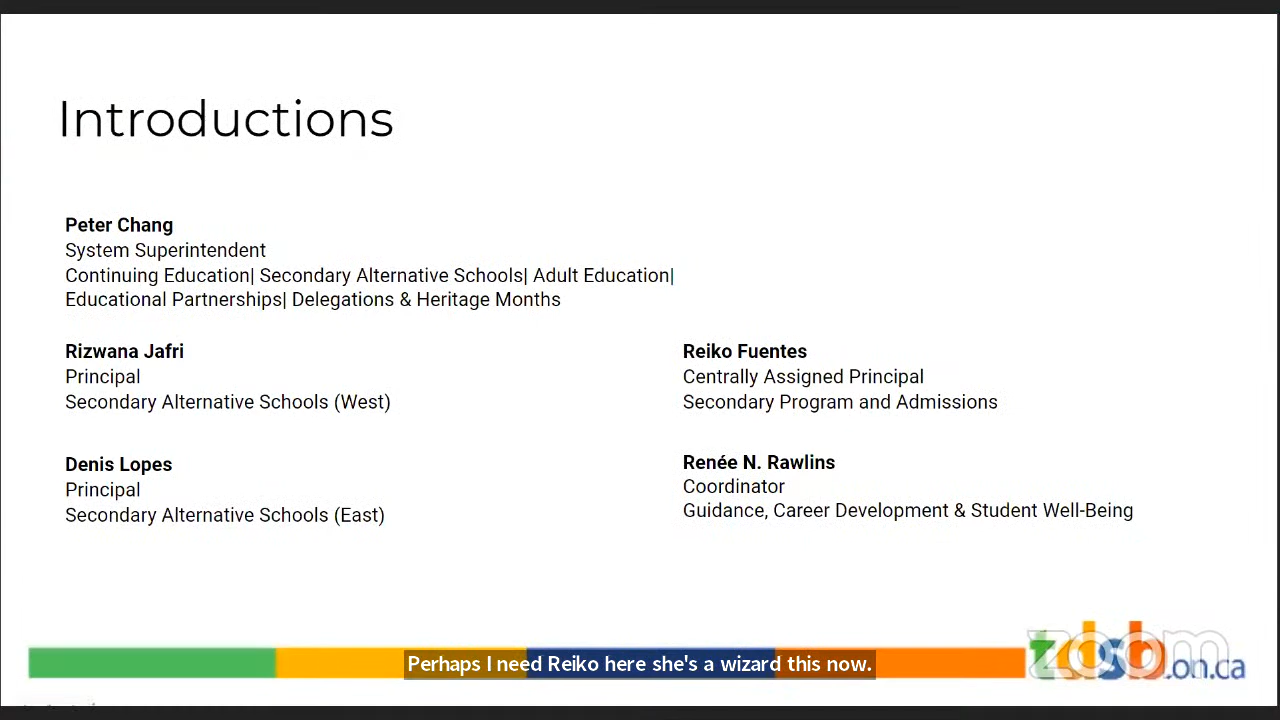 Introductions
Peter Chang
System Superintendent
Continuing Education| Secondary Alternative Schools| Adult Education|
Educational Partnerships| Delegations & Heritage Months
Rizwana Jafri
Principal
Secondary Alternative Schools (West)
Reiko Fuentes
Centrally Assigned Principal
Secondary Program and Admissions
Denis Lopes
Principal
Secondary Alternative Schools (East)
Renée N. Rawlins
Coordinator
Guidance, Career Development & Student Well-Being
Perhaps I need Reiko here she's a wizard this now.
tdsb.on.ca
zoom